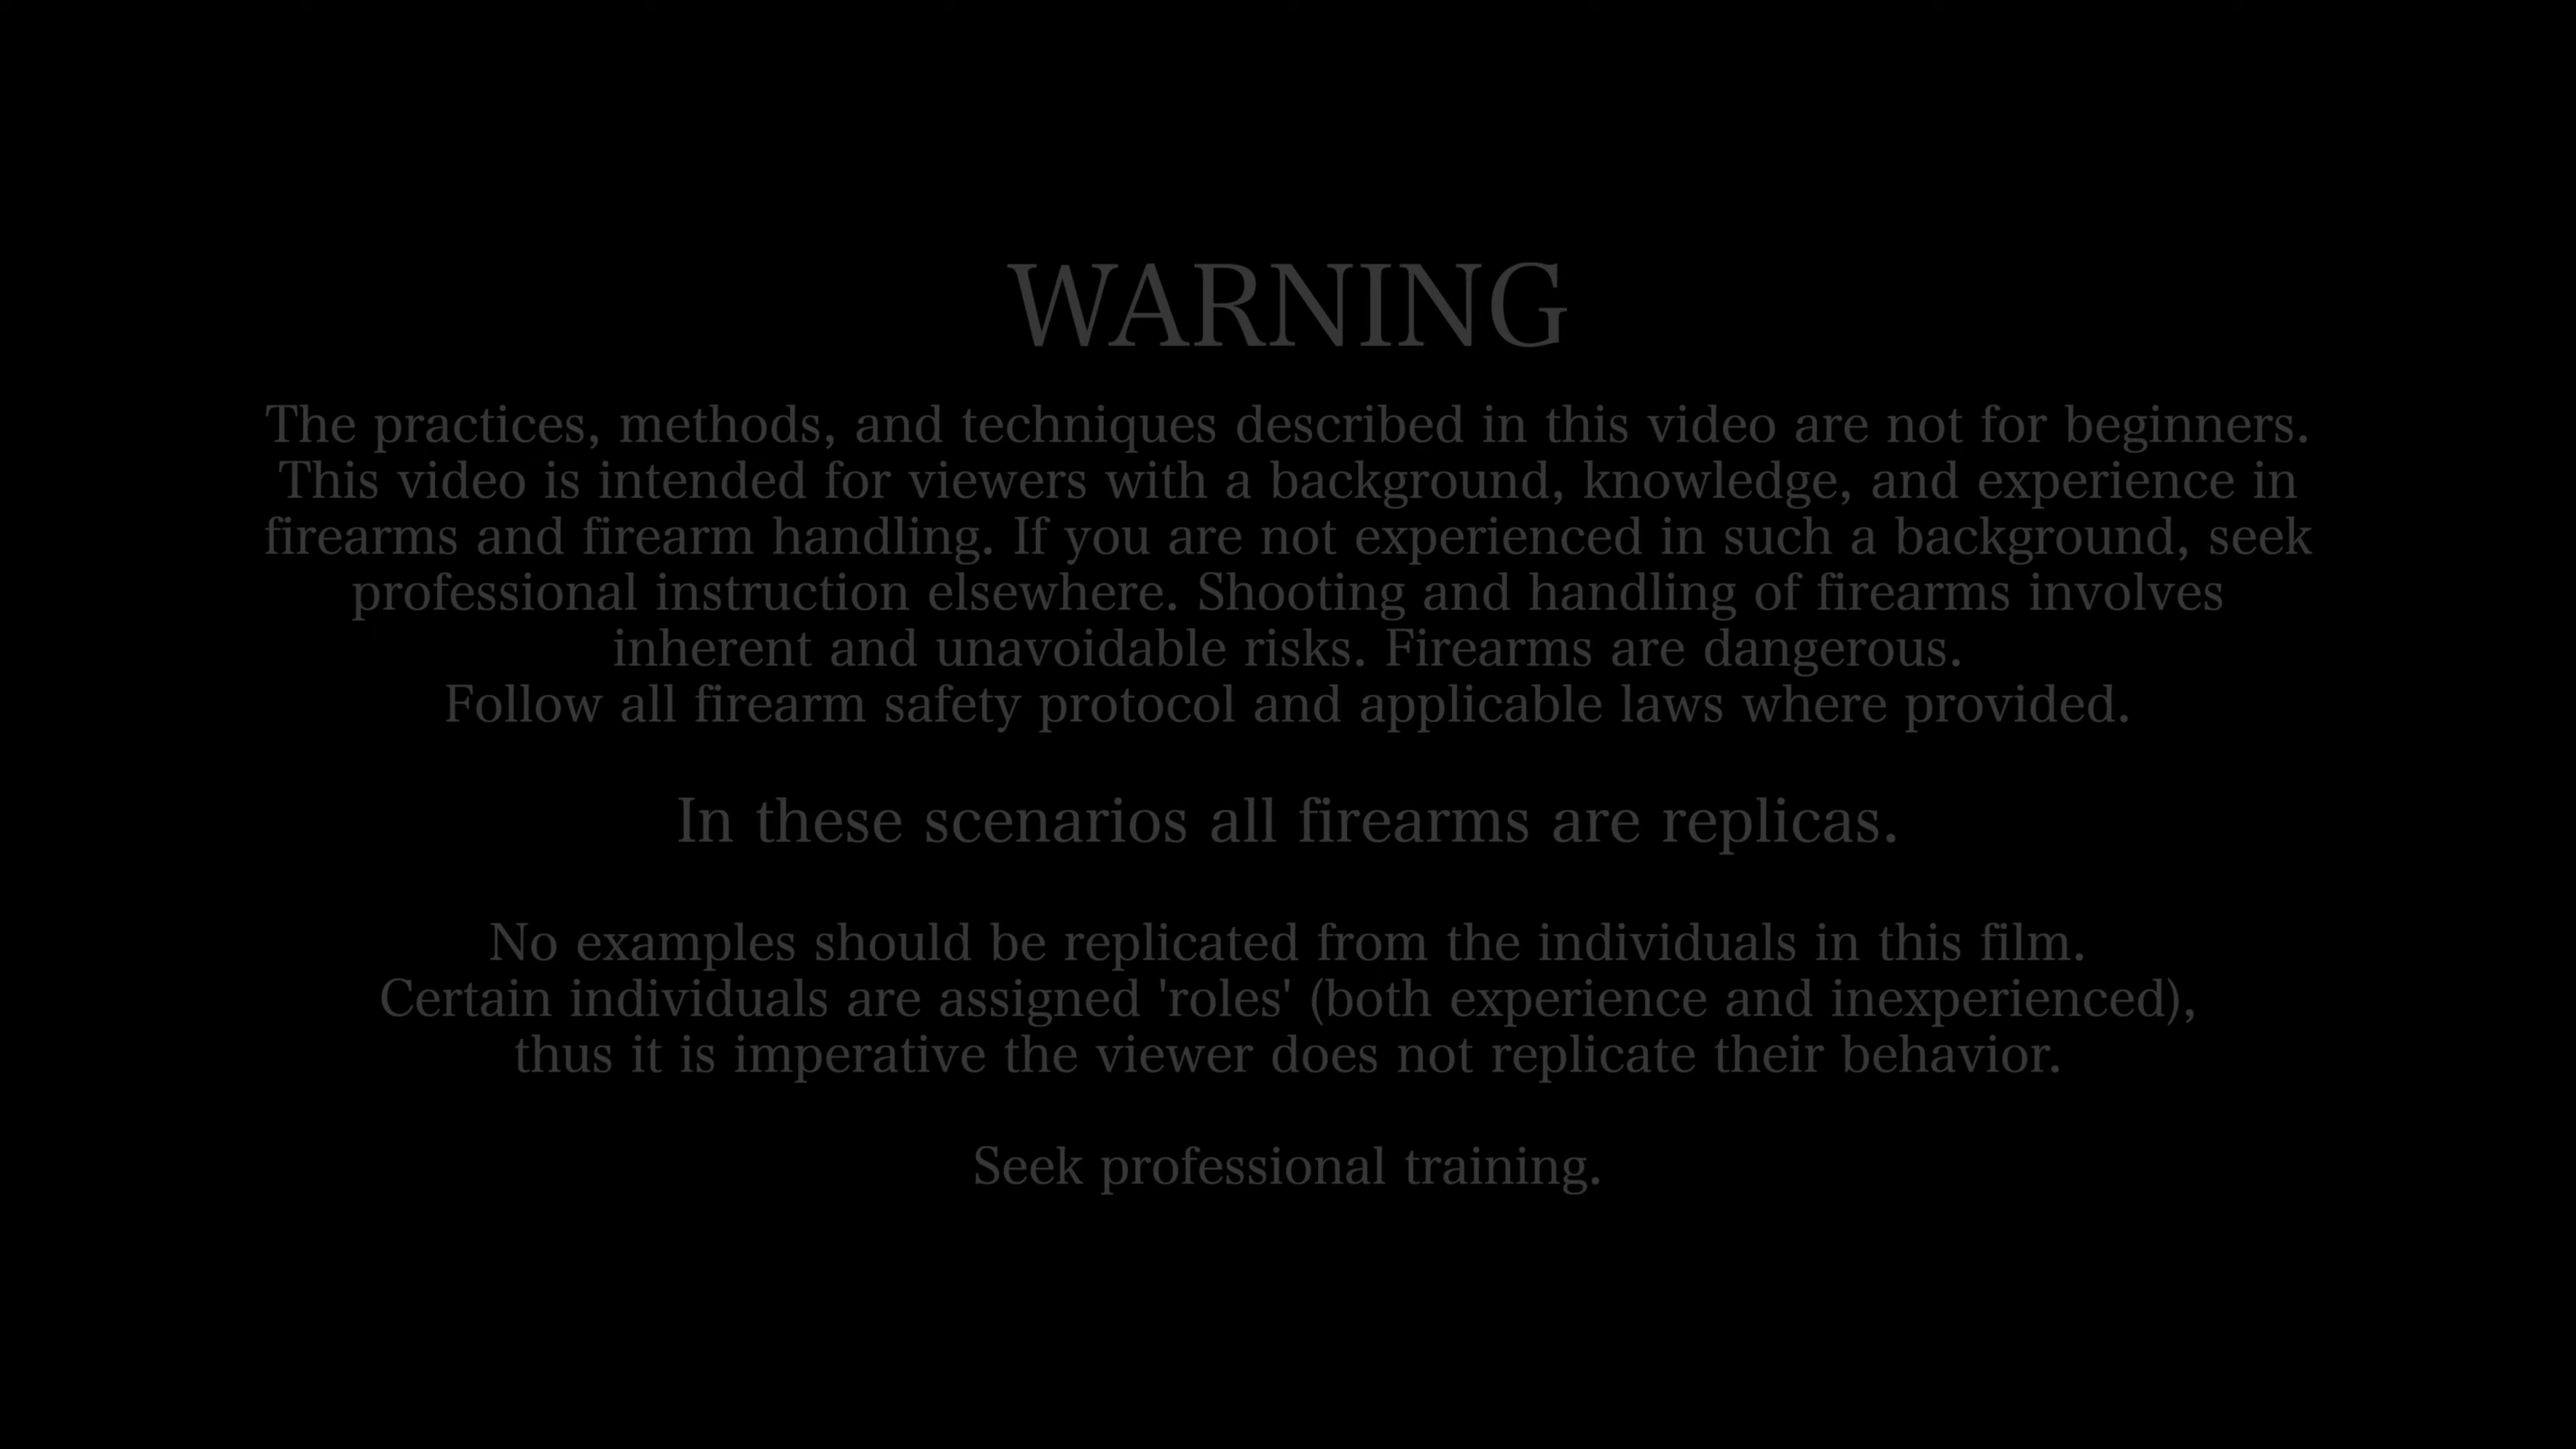 WARNING
The practices, methods, and techniques described in this video are not for beginners.
This video is intended for viewers with a background, knowledge, and experience in
firearms and firearm handling. If you are not experienced in such a background, seek
professional instruction elsewhere. Shooting and handling of firearms involves
inherent and unavoidable risks. Firearms are dangerous.
Follow all firearm safety protocol and applicable laws where provided.
In these scenarios all firearms are replicas.
No examples should be replicated from the individuals in this film.
Certain individuals are assigned 'roles' (both experience and inexperienced),
thus it is imperative the viewer does not replicate their behavior.
Seek professional training.